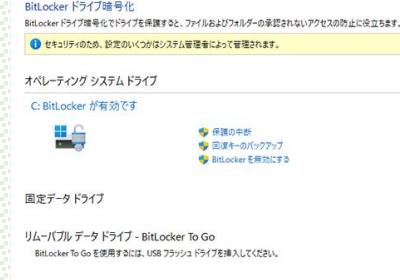 BitLocker ドライブ暗号化
BitLocker ドライブ暗号化でドライブを保護すると、ファイルおよびフォルダーの承認されないアクセスの防止に役立ちます。
セキュリティのため、設定のいくつかはシステム管理者によって管理されます。
オペレーティング システム ドライブ
C: BitLocker が有効です
保護の中断
回復キーのバックアップ
BitLocker を無効にする
固定データ ドライブ
リムーバブル データ ドライブ - BitLocker To Go
BitLocker To Go を使用するには、USB フラッシュ ドライブを挿入してください。